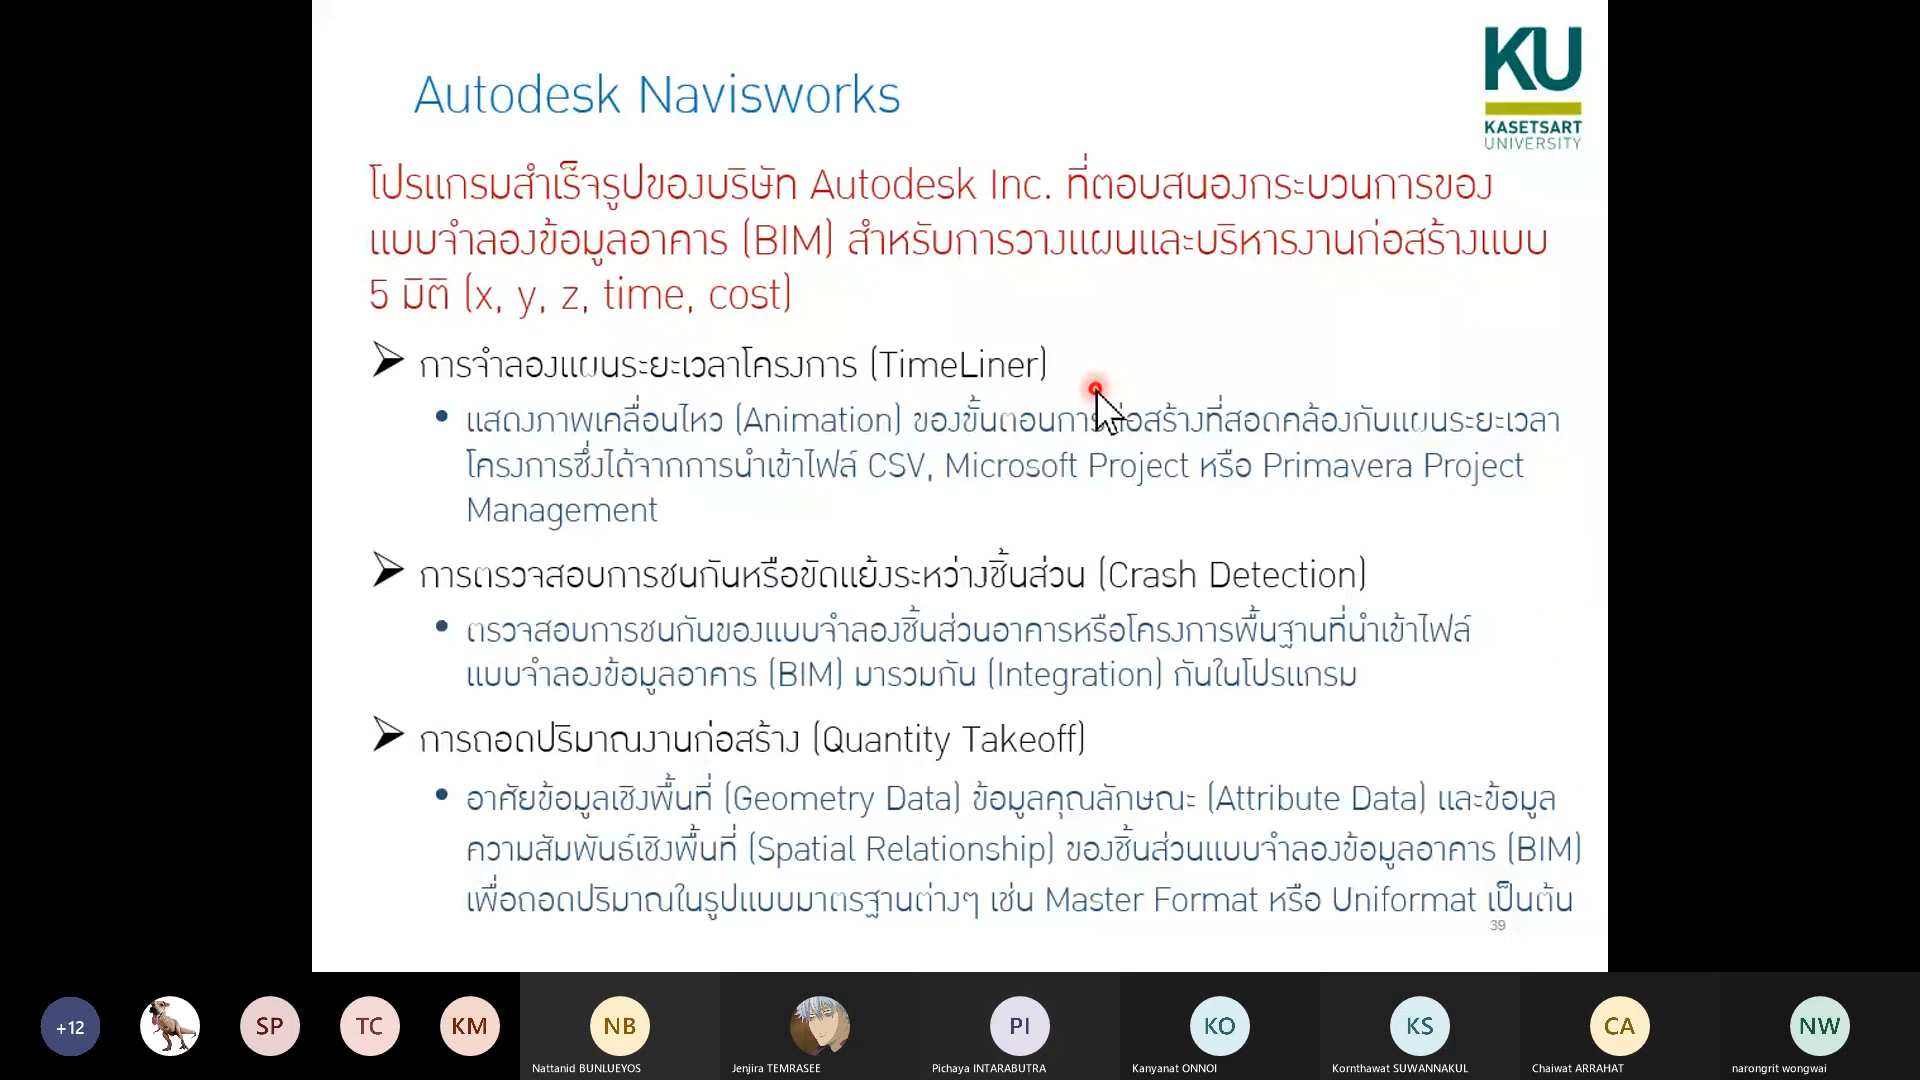 KU
KASETSART
UNIVERSITY
Autodesk Navisworks
โปรแกรมสำเร็จรูปของบริษัท Autodesk Inc. ที่ตอบสนองกระบวนการของ
แบบจำลองข้อมูลอาคาร (BIM) สำหรับการวางแผนและบริหารงานก่อสร้างแบบ
5 มิติ (x, y, z, time, cost)
➢ การจำลองแผนระยะเวลาโครงการ (TimeLiner)
• แสดงภาพเคลื่อนไหว (Animation) ของขั้นตอนการก่อสร้างที่สอดคล้องกับแผนระยะเวลา
โครงการซึ่งได้จากการนำเข้าไฟล์ CSV, Microsoft Project หรือ Primavera Project
Management
➢ การตรวจสอบการชนกันหรือขัดแย้งระหว่างชิ้นส่วน (Crash Detection)
• ตรวจสอบการชนกันของแบบจำลองชิ้นส่วนอาคารหรือโครงการพื้นฐานที่นำเข้าไฟล์
แบบจำลองข้อมูลอาคาร (BIM) มารวมกัน (Integration) กันในโปรแกรม
➢ การถอดปริมาณงานก่อสร้าง (Quantity Takeoff)
• อาศัยข้อมูลเชิงพื้นที่ (Geometry Data) ข้อมูลคุณลักษณะ (Attribute Data) และข้อมูล
ความสัมพันธ์เชิงพื้นที่ (Spatial Relationship) ของชิ้นส่วนแบบจำลองข้อมูลอาคาร (BIM)
เพื่อถอดปริมาณในรูปแบบมาตรฐานต่างๆ เช่น Master Format หรือ Uniformat เป็นต้น
39
+12
SP
TC
KM
NB
PI
KO
KS
CA
NW
Nattanid BUNLUEYOS
Jenjira TEMRASEE
Pichaya INTARABUTRA
Kanyanat ONNOI
Kornthawat SUWANNAKUL
Chaiwat ARRAHAT
narongrit wongwai